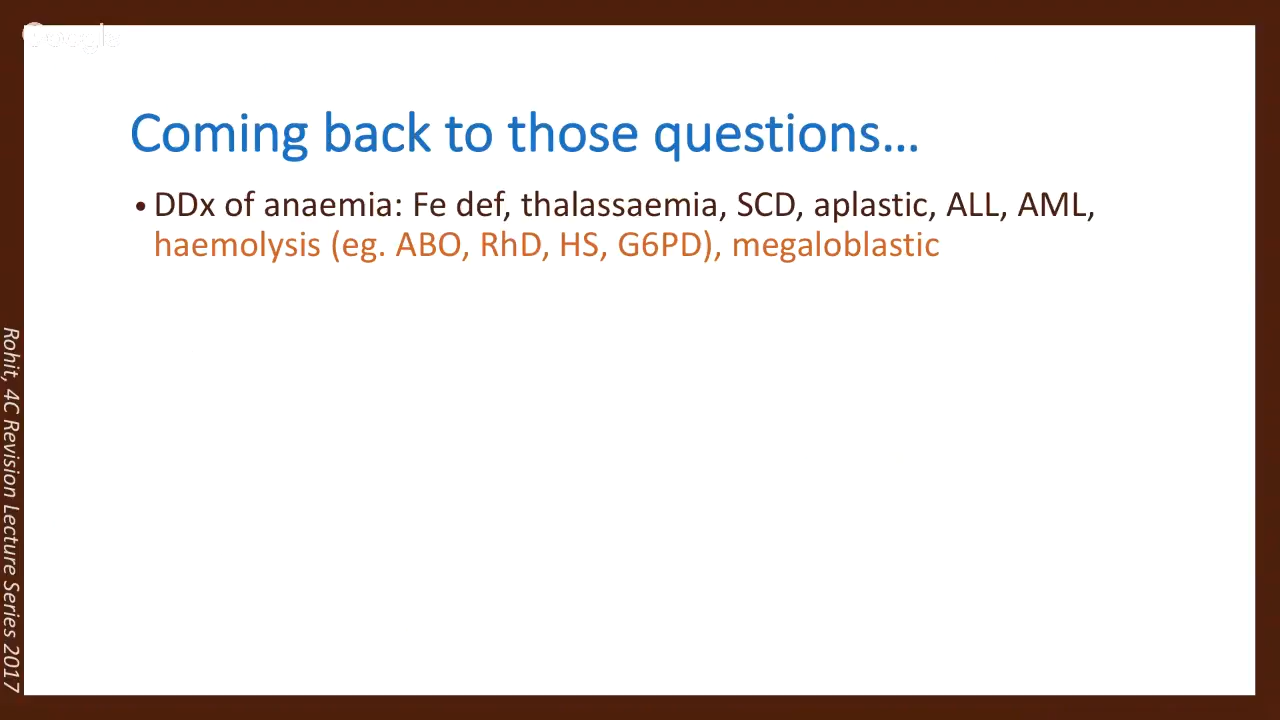 Google
Coming back to those questions...
• DDx of anaemia: Fe def, thalassaemia, SCD, aplastic, ALL, AML,
haemolysis (eg. ABO, RhD, HS, G6PD), megaloblastic
Rohit, 4C Revision Lecture Series 2017